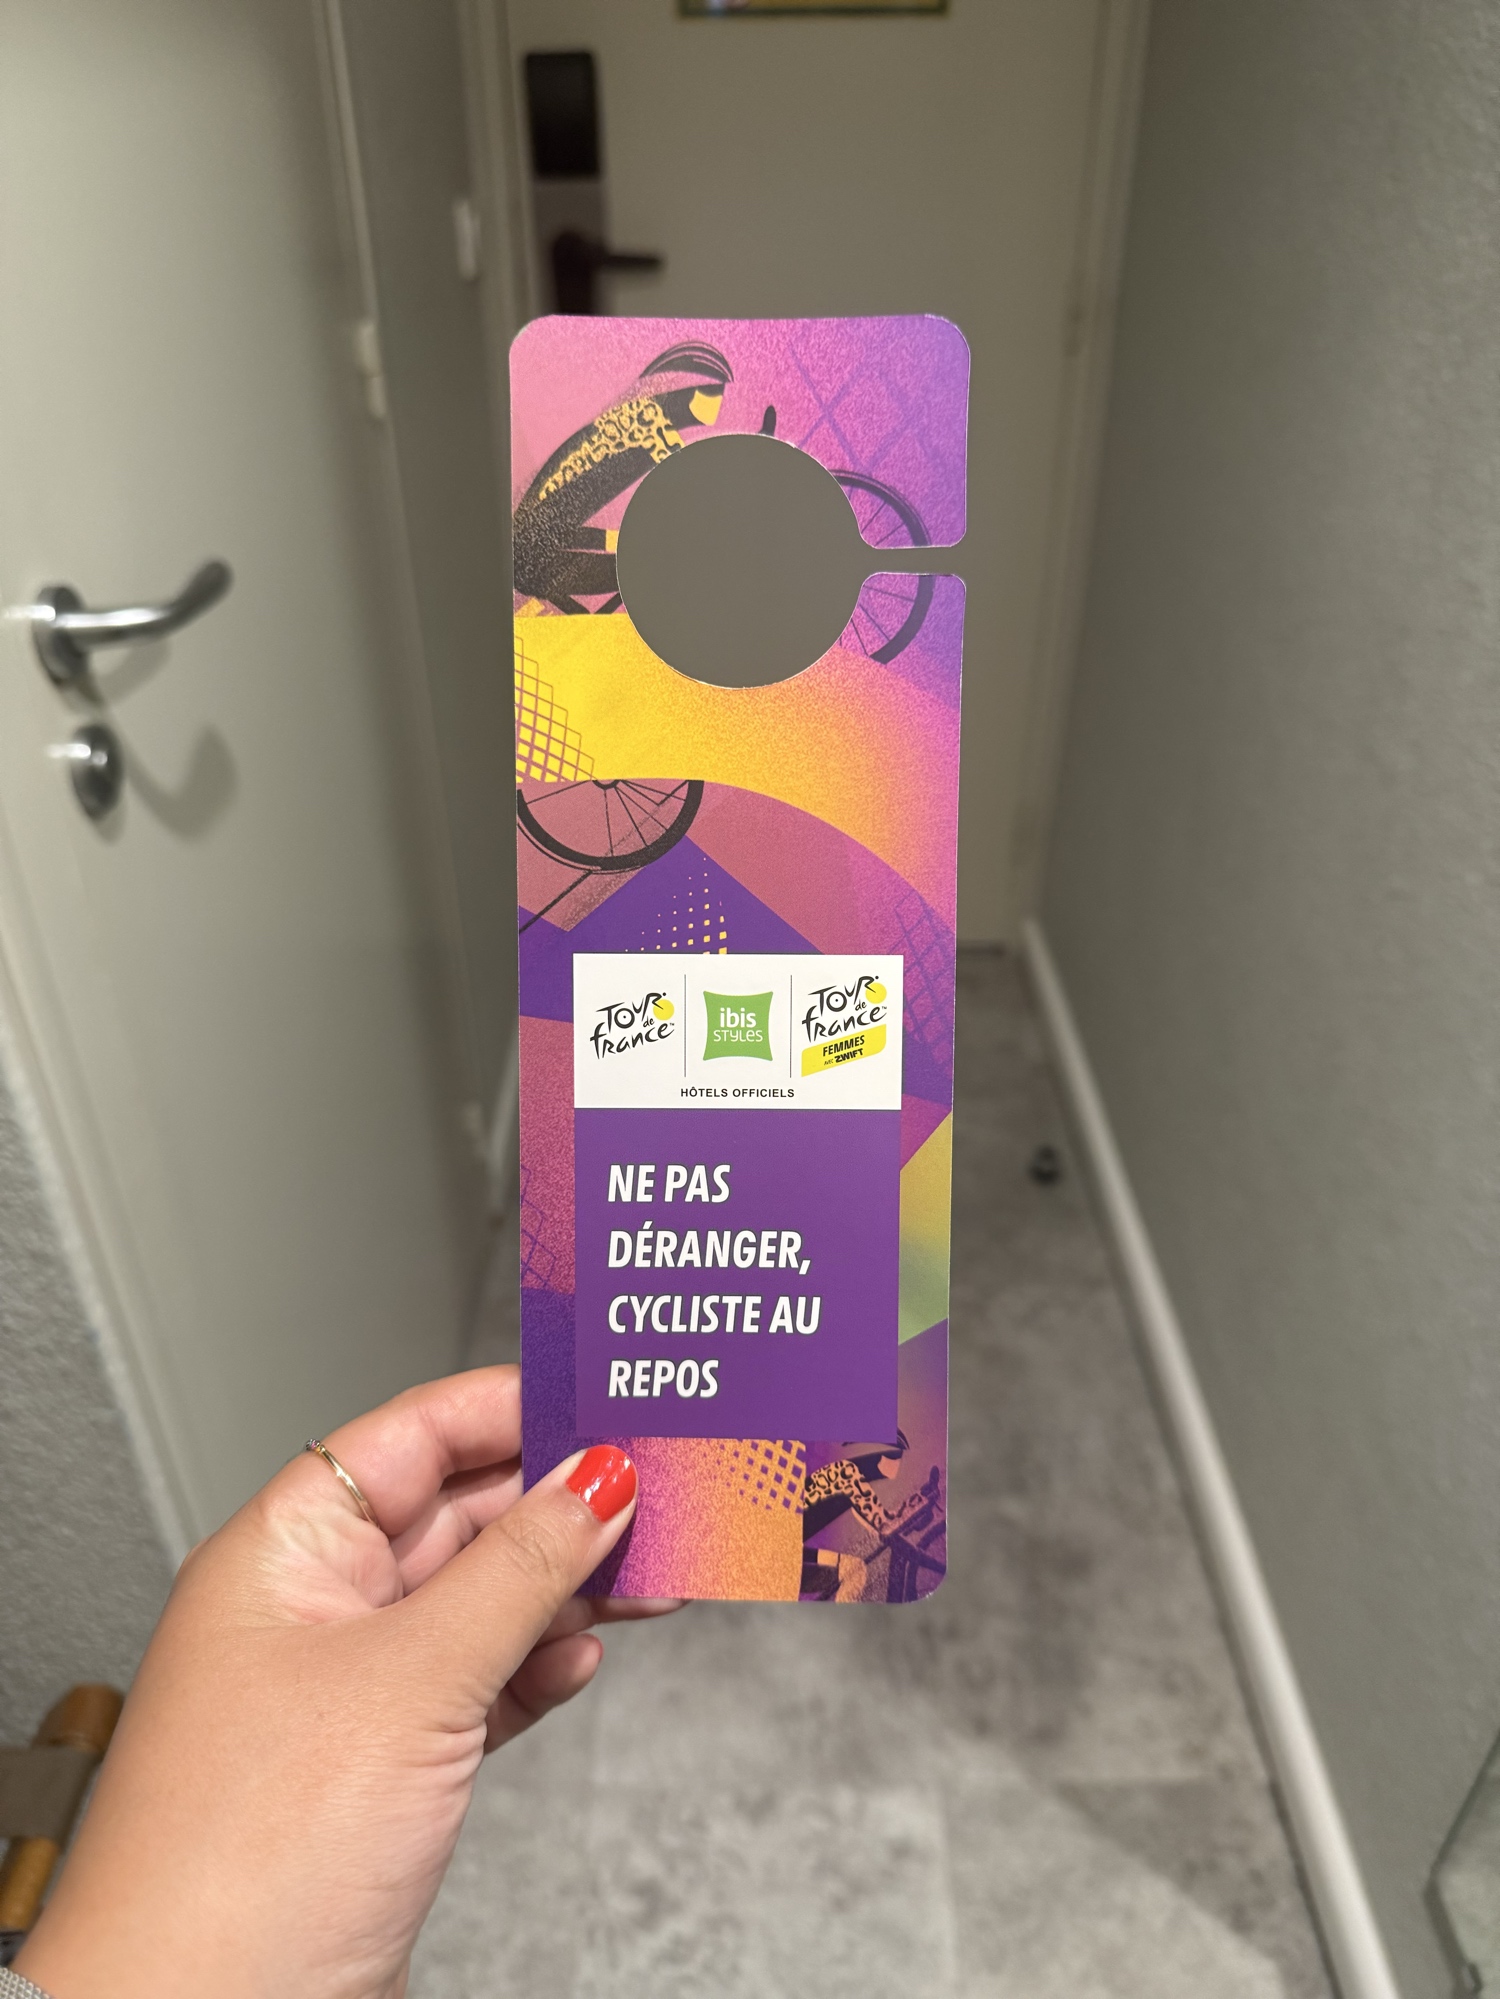 TOUR de france
ibis
STYLES
TOUR de france
FEMMES
AVEC ZWIFT
HÔTELS OFFICIELS
NE PAS
DÉRANGER,
CYCLISTE AU
REPOS